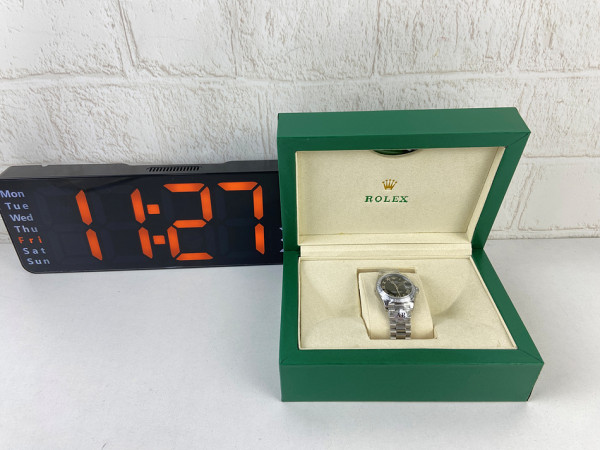 Mon
Tue
Wed
Thu
Fri
Sat
Sun
11:27
ROLEX